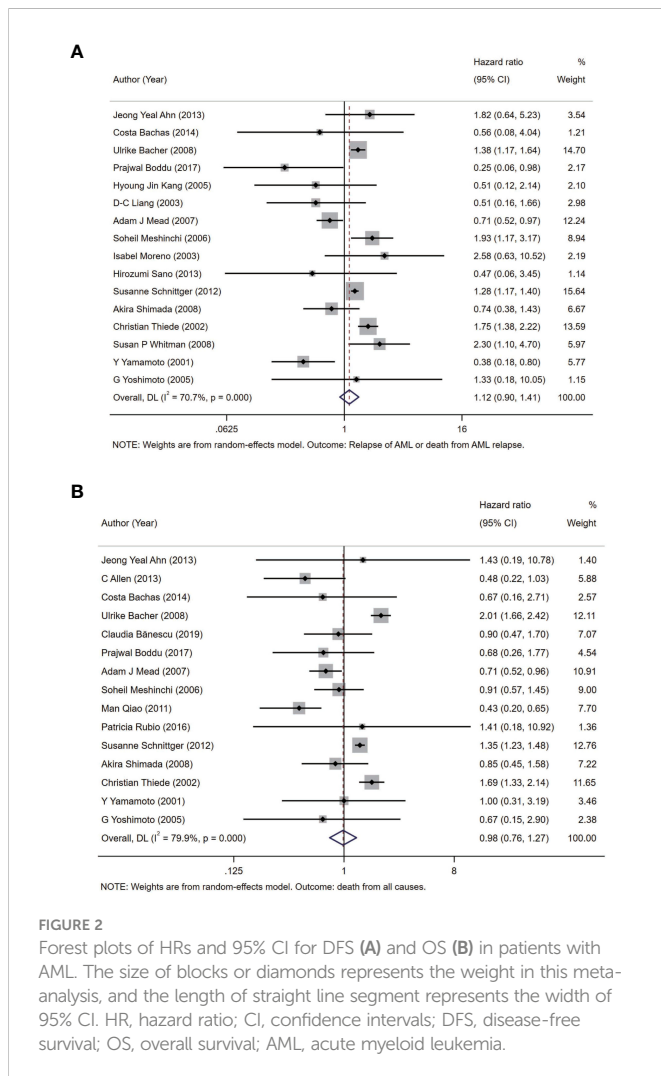 A
Hazard ratio %
Author (Year) (95% CI) Weight
Jeong Yeal Ahn (2013) 1.82 (0.64, 5.23) 3.54
Costa Bachas (2014) 0.56 (0.08, 4.04) 1.21
Ulrike Bacher (2008) 1.38 (1.17, 1.64) 14.70
Prajwal Boddu (2017) 0.25 (0.06, 0.98) 2.17
Hyoung Jin Kang (2005) 0.51 (0.12, 2.14) 2.10
D-C Liang (2003) 0.51 (0.16, 1.66) 2.98
Adam J Mead (2007) 0.71 (0.52, 0.97) 12.24
Soheil Meshinchi (2006) 1.93 (1.17, 3.17) 8.94
Isabel Moreno (2003) 2.58 (0.63, 10.52) 2.19
Hirozumi Sano (2013) 0.47 (0.06, 3.45) 1.14
Susanne Schnittger (2012) 1.28 (1.17, 1.40) 15.64
Akira Shimada (2008) 0.74 (0.38, 1.43) 6.67
Christian Thiede (2002) 1.75 (1.38, 2.22) 13.59
Susan P Whitman (2008) 2.30 (1.10, 4.70) 5.97
Y Yamamoto (2001) 0.38 (0.18, 0.80) 5.77
G Yoshimoto (2005) 1.33 (0.18, 10.05) 1.15
Overall, DL (I² = 70.7%, p = 0.000) 1.12 (0.90, 1.41) 100.00
.0625 1 16
NOTE: Weights are from random-effects model. Outcome: Relapse of AML or death from AML relapse.
B
Hazard ratio %
Author (Year) (95% CI) Weight
Jeong Yeal Ahn (2013) 1.43 (0.19, 10.78) 1.40
C Allen (2013) 0.48 (0.22, 1.03) 5.88
Costa Bachas (2014) 0.67 (0.16, 2.71) 2.57
Ulrike Bacher (2008) 2.01 (1.66, 2.42) 12.11
Claudia Bănescu (2019) 0.90 (0.47, 1.70) 7.07
Prajwal Boddu (2017) 0.68 (0.26, 1.77) 4.54
Adam J Mead (2007) 0.71 (0.52, 0.96) 10.91
Soheil Meshinchi (2006) 0.91 (0.57, 1.45) 9.00
Man Qiao (2011) 0.43 (0.20, 0.65) 7.70
Patricia Rubio (2016) 1.41 (0.18, 10.92) 1.36
Susanne Schnittger (2012) 1.35 (1.23, 1.48) 12.76
Akira Shimada (2008) 0.85 (0.45, 1.58) 7.22
Christian Thiede (2002) 1.69 (1.33, 2.14) 11.65
Y Yamamoto (2001) 1.00 (0.31, 3.19) 3.46
G Yoshimoto (2005) 0.67 (0.15, 2.90) 2.38
Overall, DL (I² = 79.9%, p = 0.000) 0.98 (0.76, 1.27) 100.00
.125 1 8
NOTE: Weights are from random-effects model. Outcome: death from all causes.
FIGURE 2
Forest plots of HRs and 95% CI for DFS (A) and OS (B) in patients with
AML. The size of blocks or diamonds represents the weight in this meta-
analysis, and the length of straight line segment represents the width of
95% CI. HR, hazard ratio; CI, confidence intervals; DFS, disease-free
survival; OS, overall survival; AML, acute myeloid leukemia.